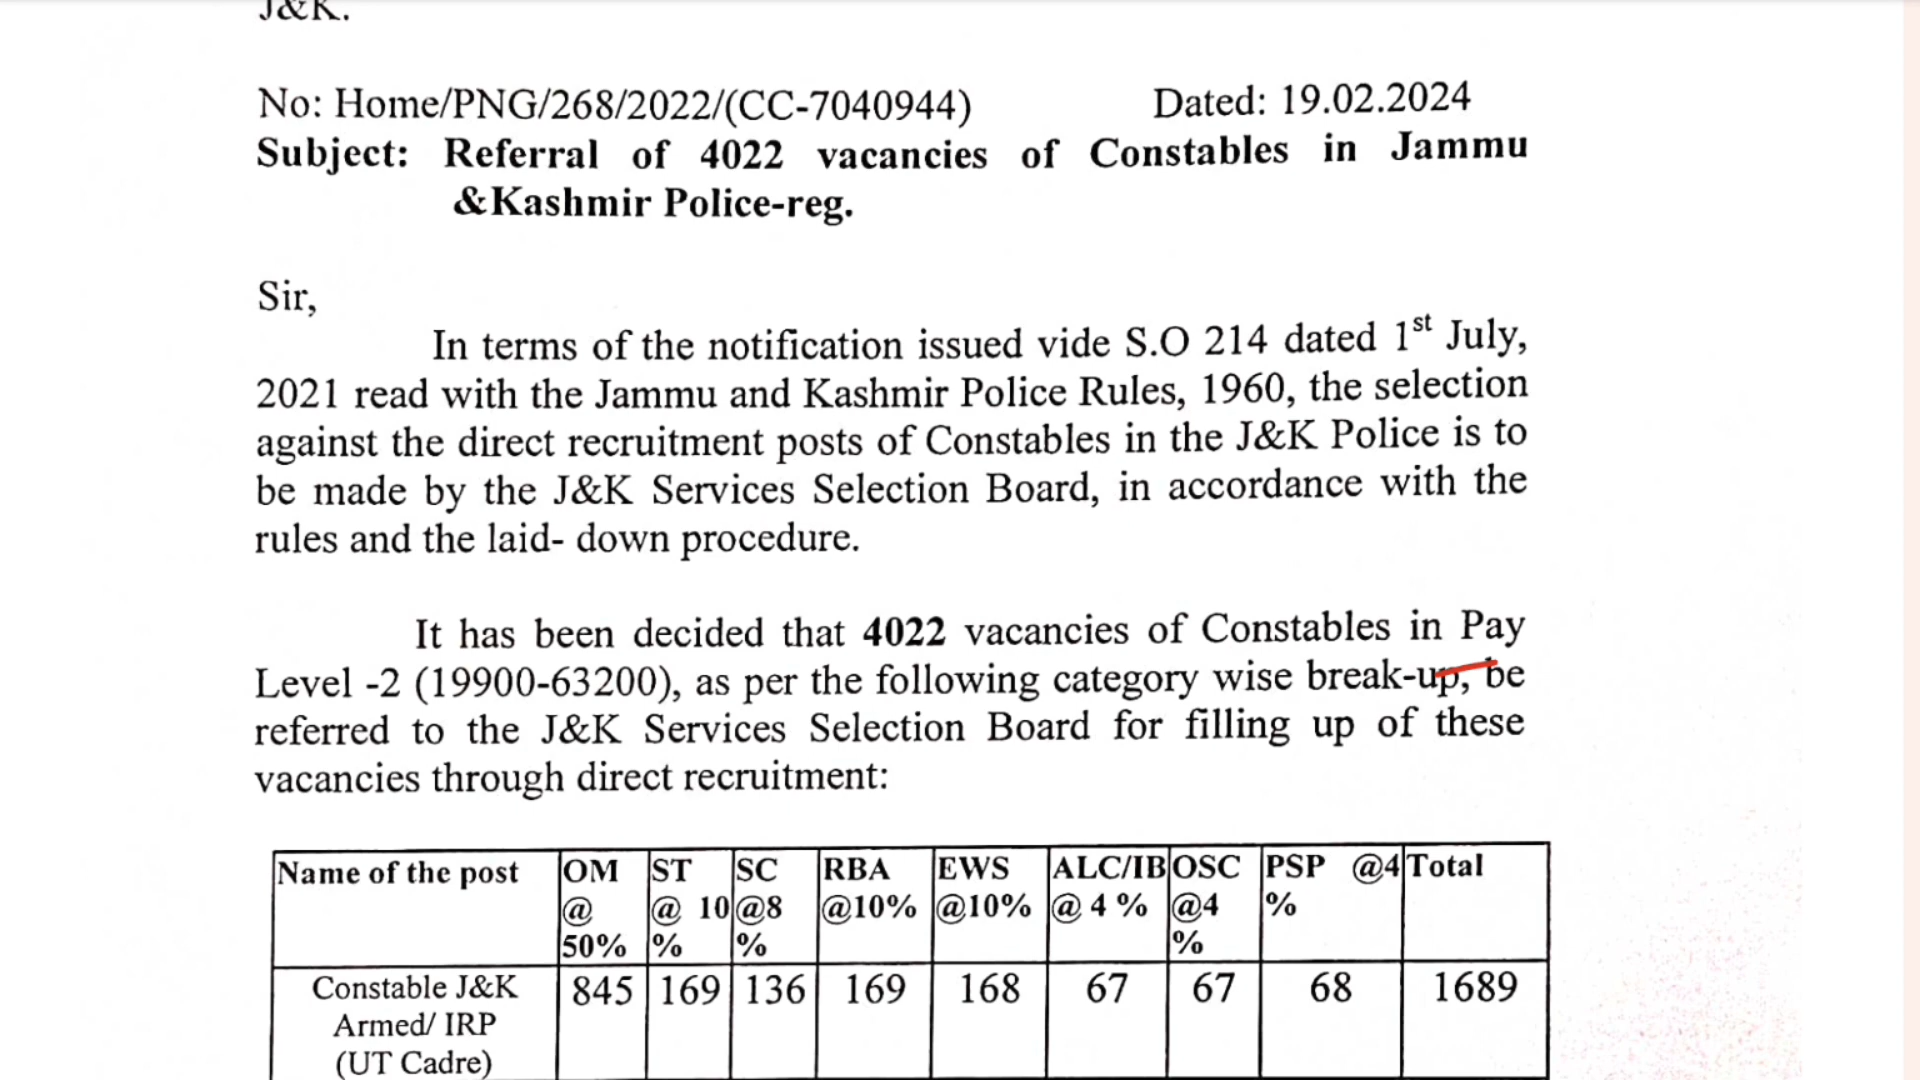 J&K.
No: Home/PNG/268/2022/(CC-7040944) Dated: 19.02.2024
Subject: Referral of 4022 vacancies of Constables in Jammu
&Kashmir Police-reg.
Sir,
In terms of the notification issued vide S.O 214 dated 1st July,
2021 read with the Jammu and Kashmir Police Rules, 1960, the selection
against the direct recruitment posts of Constables in the J&K Police is to
be made by the J&K Services Selection Board, in accordance with the
rules and the laid- down procedure.
It has been decided that 4022 vacancies of Constables in Pay
Level -2 (19900-63200), as per the following category wise break-up, be
referred to the J&K Services Selection Board for filling up of these
vacancies through direct recruitment:
Name of the post OM ST SC RBA EWS ALC/IB OSC PSP @4 Total
@ @ 10 @8 @10% @10% @ 4 % @4 %
50% % % %
Constable J&K 845 169 136 169 168 67 67 68 1689
Armed/ IRP
(UT Cadre)